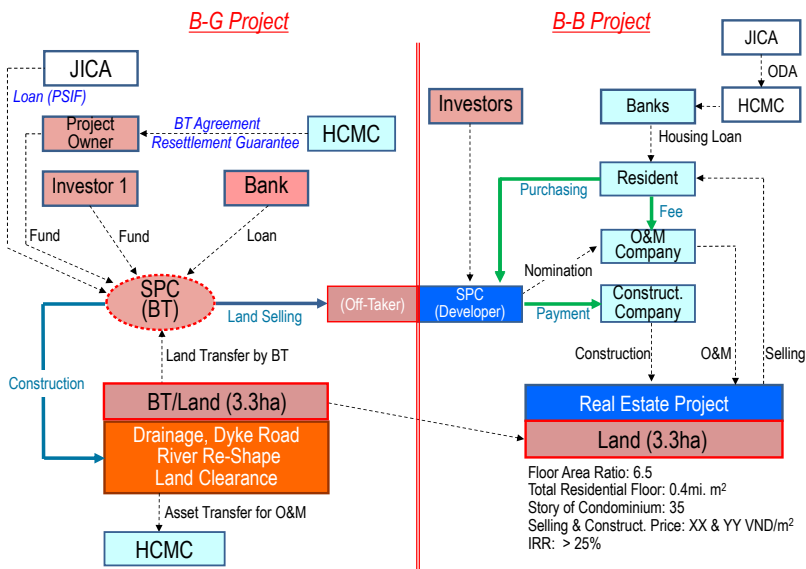 B-G Project
JICA
Loan (PSIF)
Project
Owner
BT Agreement
Resettlement Guarantee
HCMC
Investor 1
Bank
Fund
Fund
Loan
SPC
(BT)
Land Selling
(Off-Taker)
Land Transfer by BT
Construction
BT/Land (3.3ha)
Drainage, Dyke Road
River Re-Shape
Land Clearance
Asset Transfer for O&M
HCMC
B-B Project
JICA
ODA
Investors
Banks
HCMC
Housing Loan
Resident
Purchasing
Fee
O&M
Company
Nomination
SPC
(Developer)
Payment
Construct.
Company
Construction
O&M
Selling
Real Estate Project
Land (3.3ha)
Floor Area Ratio: 6.5
Total Residential Floor: 0.4mi. m²
Story of Condominium: 35
Selling & Construct. Price: XX & YY VND/m²
IRR: > 25%